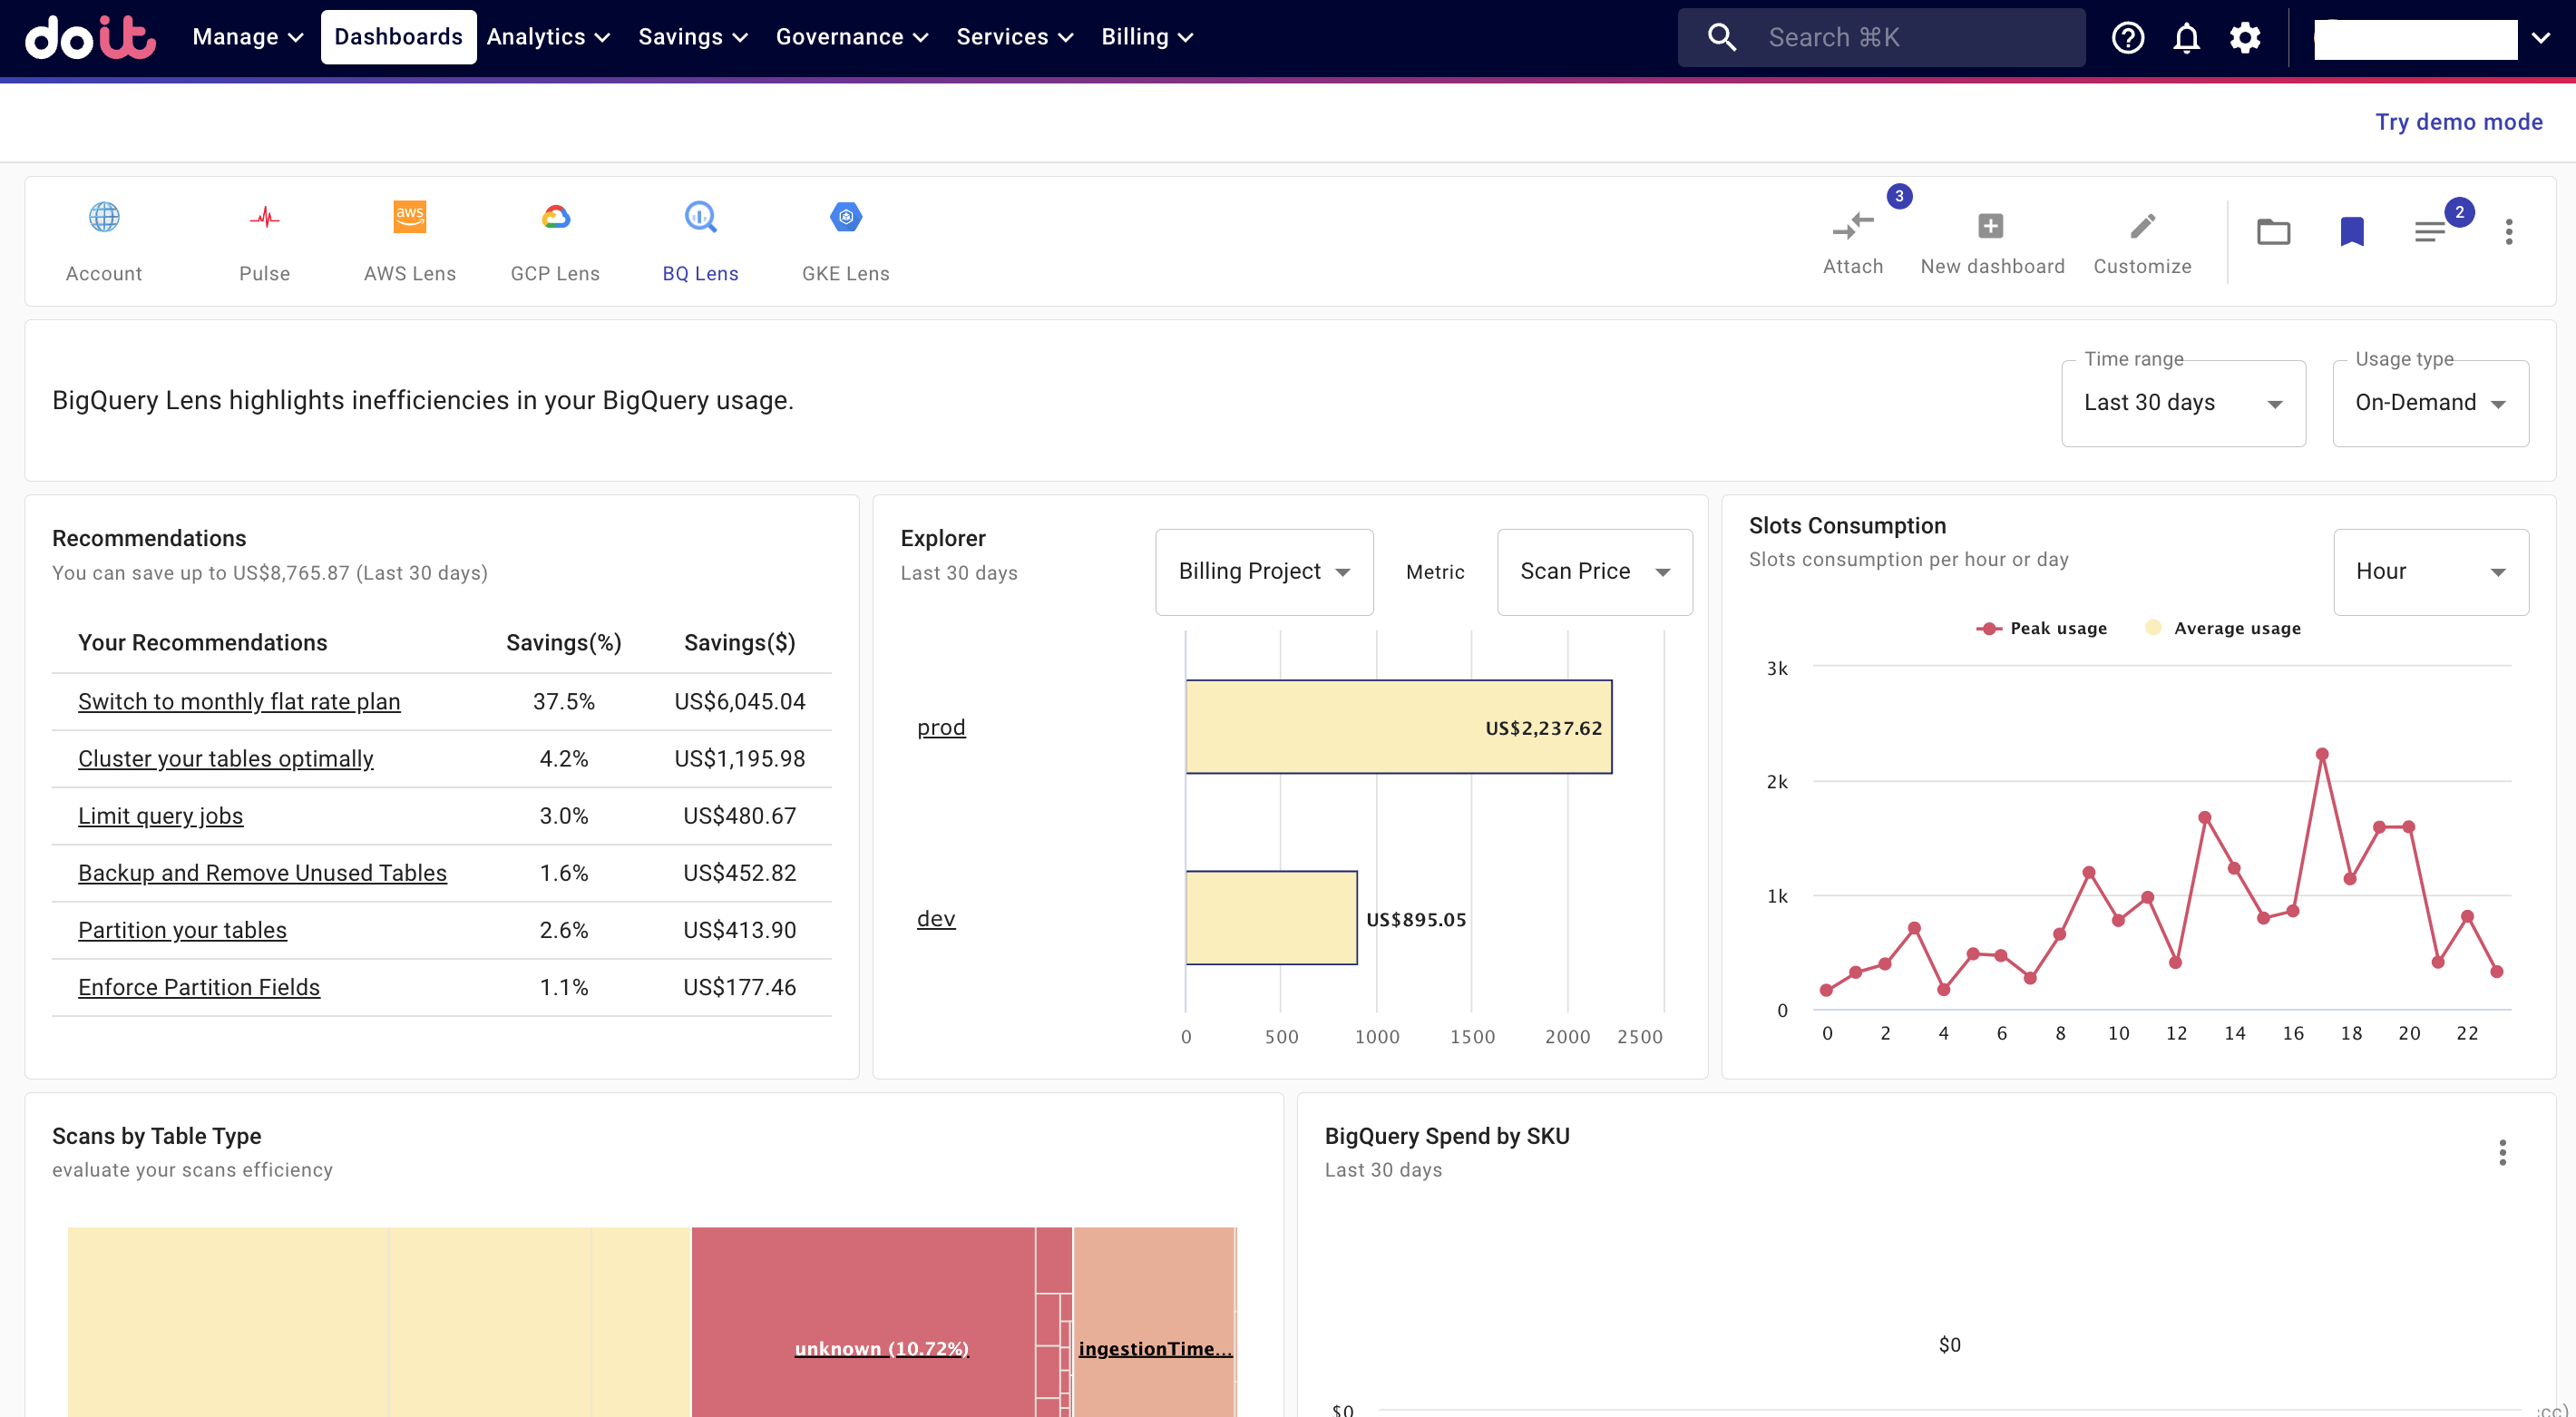 doit Manage Dashboards Analytics Savings Governance Services Billing Search ⌘K
Try demo mode
Account Pulse AWS Lens GCP Lens BQ Lens GKE Lens
aws
3
Attach New dashboard Customize
2
BigQuery Lens highlights inefficiencies in your BigQuery usage.
Time range
Last 30 days
Usage type
On-Demand
Recommendations
You can save up to US$8,765.87 (Last 30 days)
Your Recommendations Savings(%) Savings($)
Switch to monthly flat rate plan 37.5% US$6,045.04
Cluster your tables optimally 4.2% US$1,195.98
Limit query jobs 3.0% US$480.67
Backup and Remove Unused Tables 1.6% US$452.82
Partition your tables 2.6% US$413.90
Enforce Partition Fields 1.1% US$177.46
Explorer
Last 30 days
Billing Project Metric Scan Price
prod US$2,237.62
dev US$895.05
0 500 1000 1500 2000 2500
Slots Consumption
Slots consumption per hour or day
Hour
Peak usage Average usage
3k
2k
1k
0
0 2 4 6 8 10 12 14 16 18 20 22
Scans by Table Type
evaluate your scans efficiency
unknown (10.72%) ingestionTime...
BigQuery Spend by SKU
Last 30 days
$0
$0